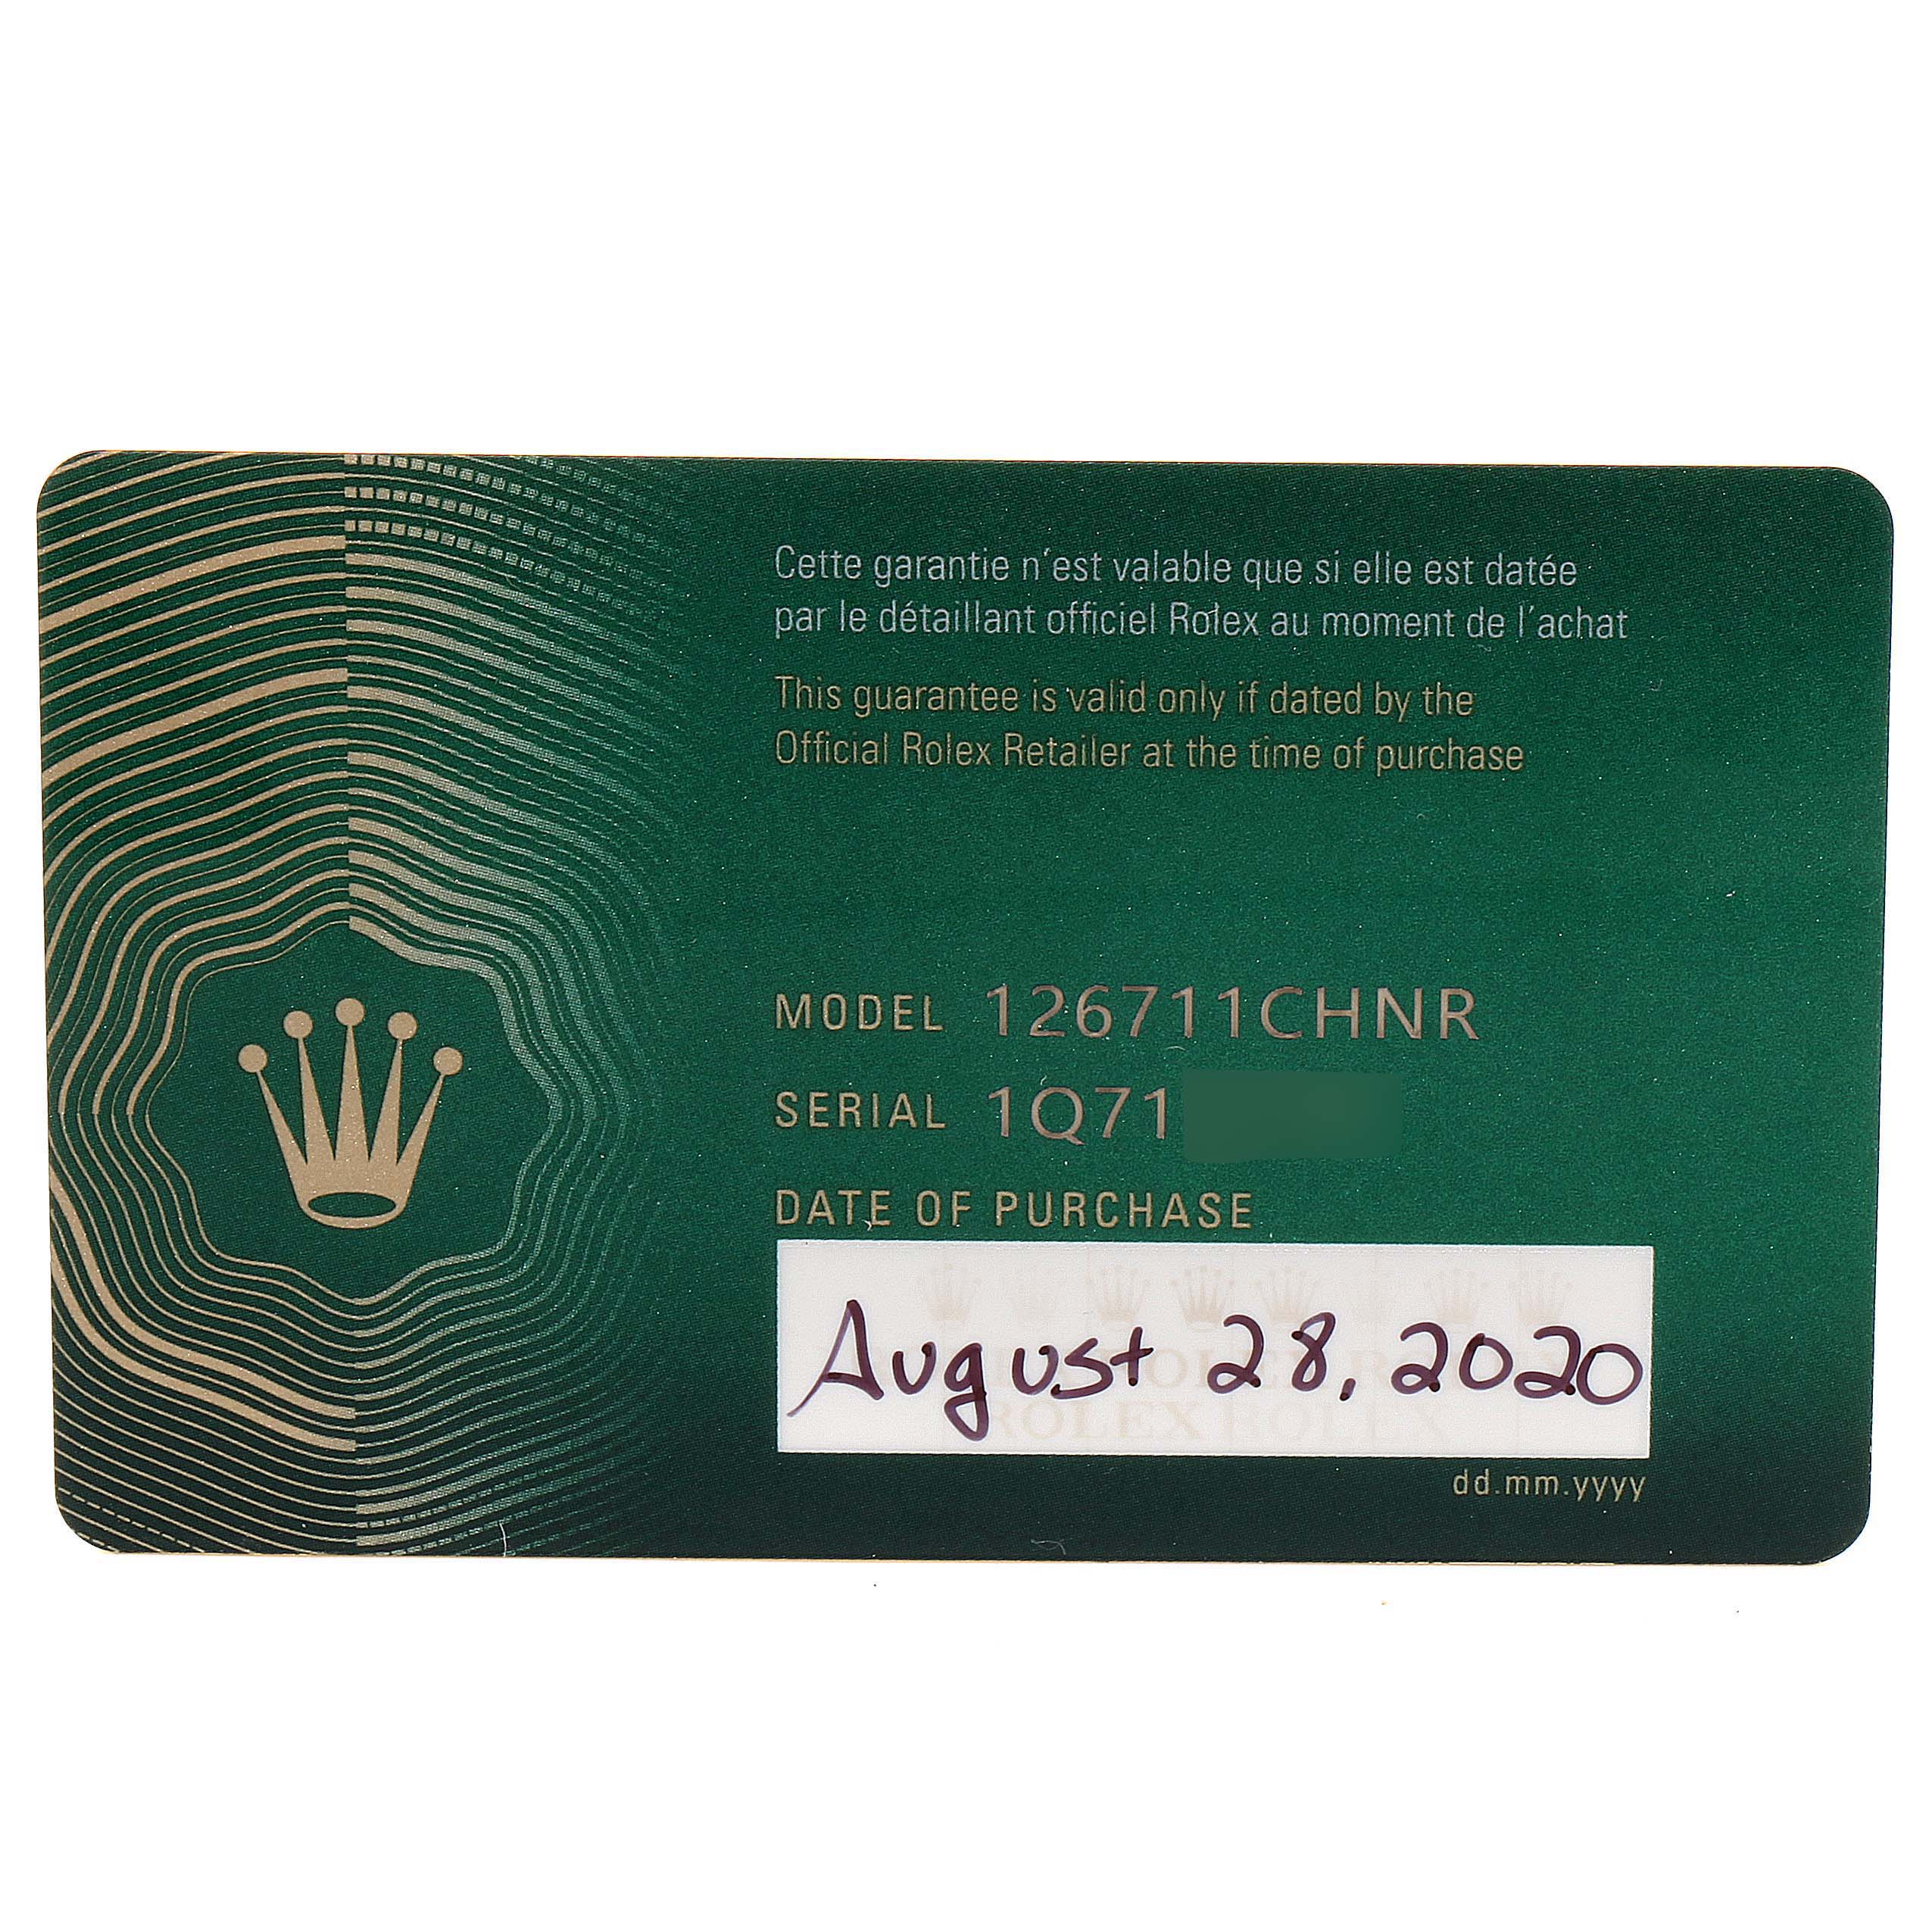 Cette garantie n'est valable que si elle est datée
par le détaillant officiel Rolex au moment de l'achat
This guarantee is valid only if dated by the
Official Rolex Retailer at the time of purchase
MODEL 126711CHNR
SERIAL 1Q71
DATE OF PURCHASE
August 28, 2020
ROLEX ROLEX
dd.mm.yyyy